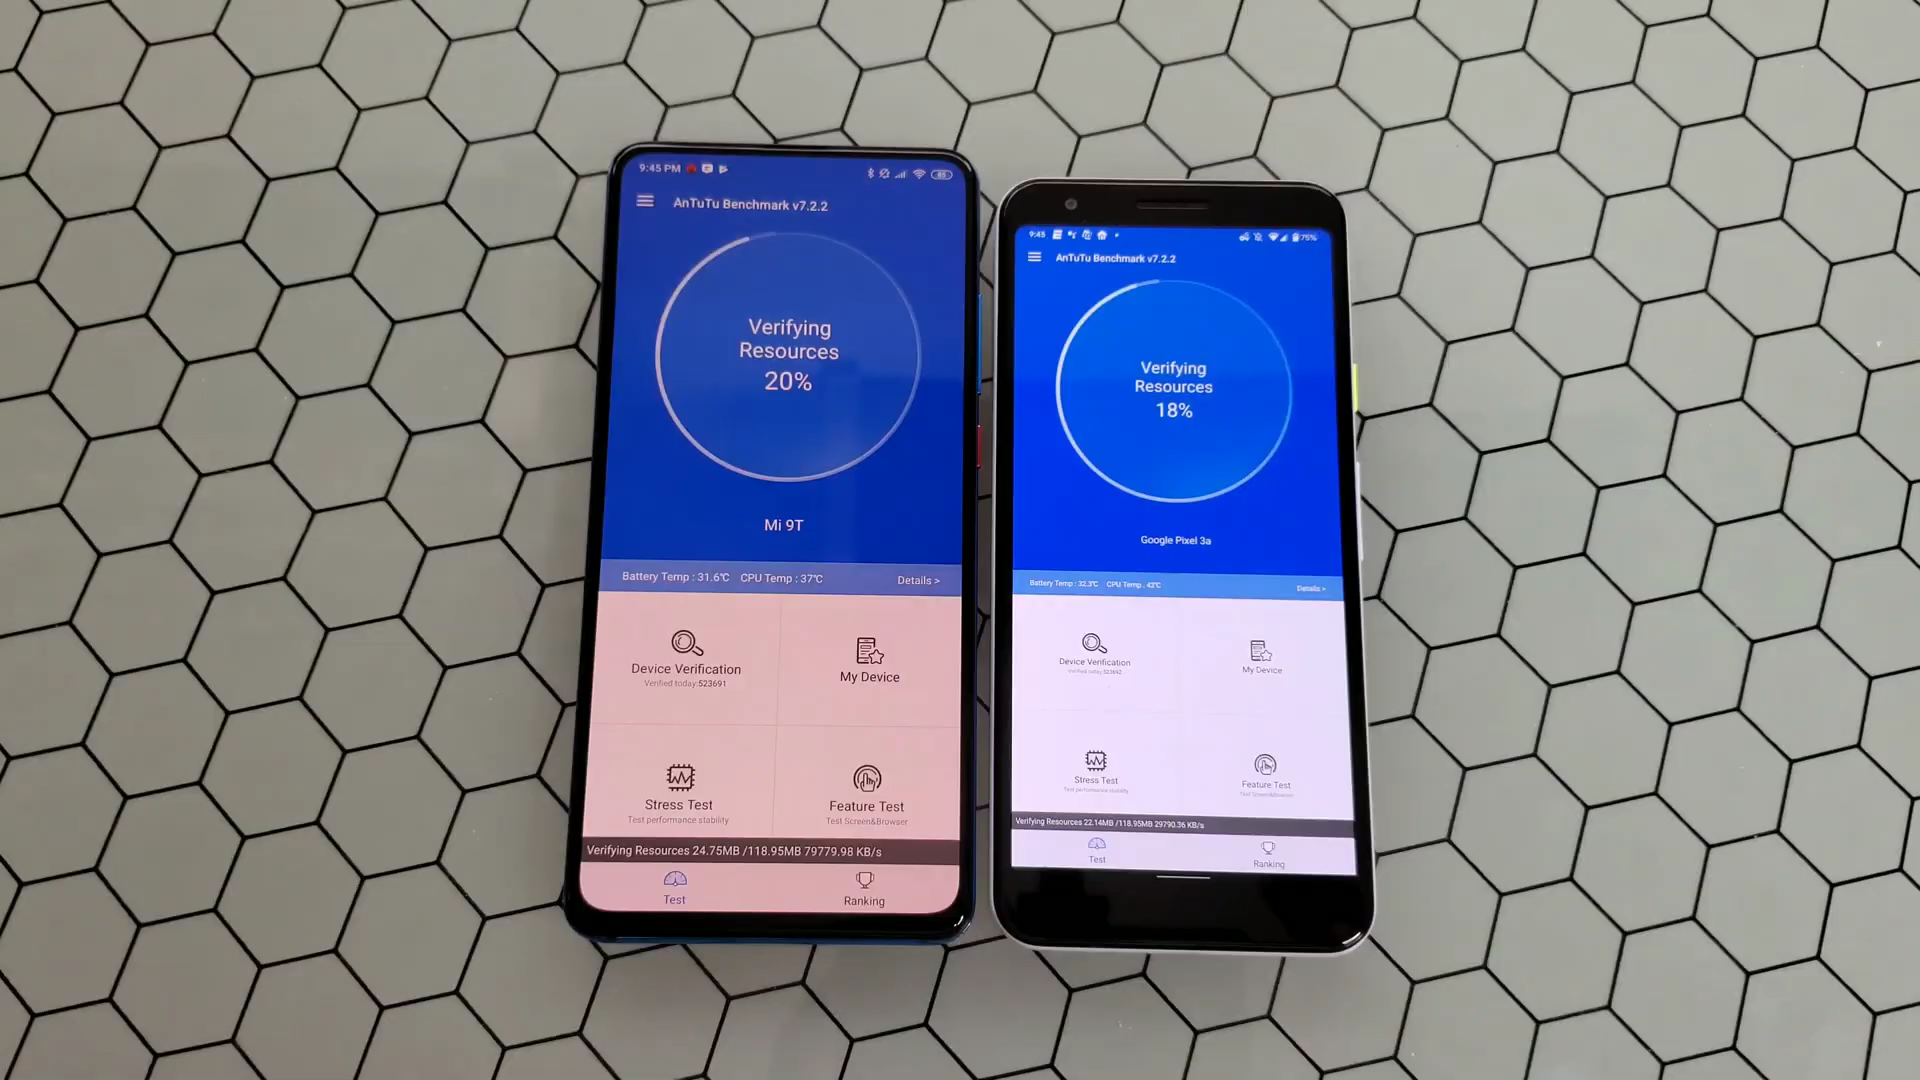 9:45 PM
85
AnTuTu Benchmark v7.2.2
Verifying
Resources
20%
Mi 9T
Battery Temp : 31.6℃ CPU Temp : 37℃ Details >
Device Verification
Verified today:523691
My Device
Stress Test
Test performance stability
Feature Test
Test Screen&Browser
Verifying Resources 24.75MB /118.95MB 79779.98 KB/s
Test
Ranking
9:45
75%
AnTuTu Benchmark v7.2.2
Verifying
Resources
18%
Google Pixel 3a
Battery Temp : 32.3℃ CPU Temp : 43℃ Details >
Device Verification
Verified today:523692
My Device
Stress Test
Test performance stability
Feature Test
Test Screen&Browser
Verifying Resources 22.14MB /118.95MB 29790.36 KB/s
Test
Ranking